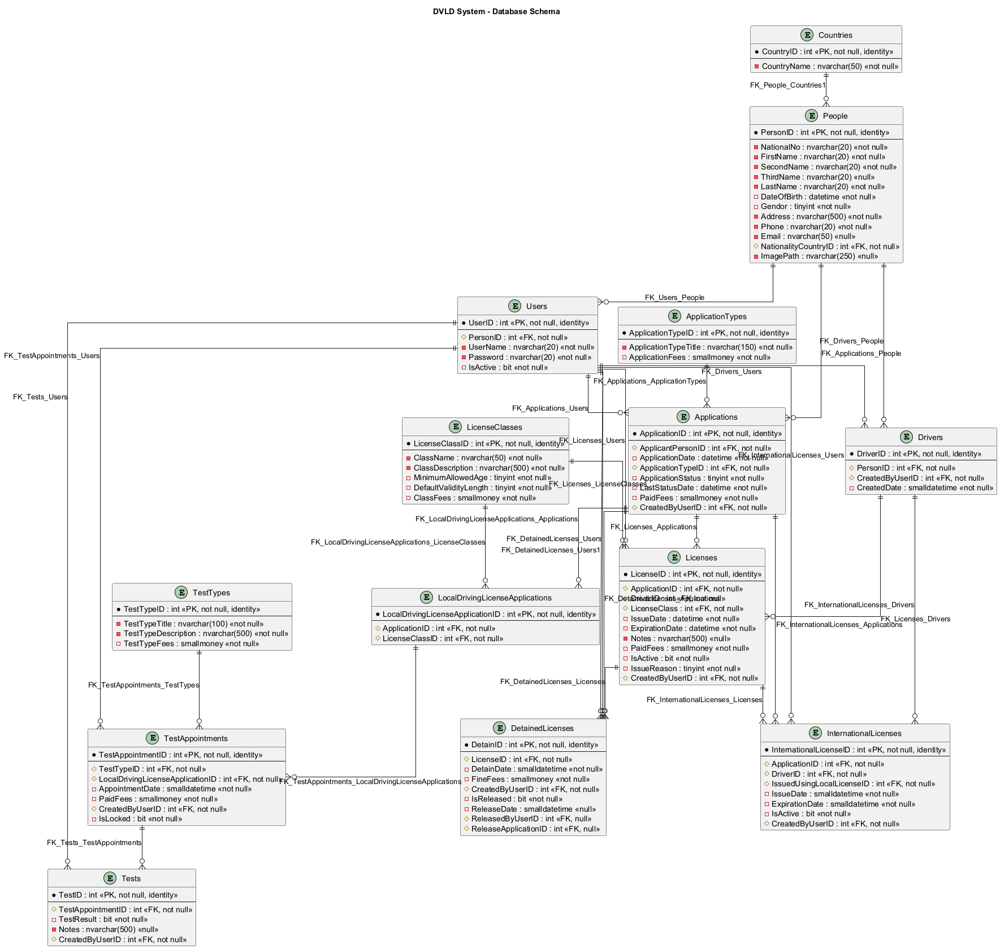 DVLD System - Database Schema
E Countries
CountryID : int «PK, not null, identity»
CountryName : nvarchar(50) «not null»
FK_People_Countries1
E People
PersonID : int «PK, not null, identity»
NationalNo : nvarchar(20) «not null»
FirstName : nvarchar(20) «not null»
SecondName : nvarchar(20) «not null»
ThirdName : nvarchar(20) «null»
LastName : nvarchar(20) «not null»
DateOfBirth : datetime «not null»
Gendor : tinyint «not null»
Address : nvarchar(500) «not null»
Phone : nvarchar(20) «not null»
Email : nvarchar(50) «null»
NationalityCountryID : int «FK, not null»
ImagePath : nvarchar(250) «null»
FK_Users_People
E Users
UserID : int «PK, not null, identity»
PersonID : int «FK, not null»
UserName : nvarchar(20) «not null»
Password : nvarchar(20) «not null»
IsActive : bit «not null»
E ApplicationTypes
ApplicationTypeID : int «PK, not null, identity»
ApplicationTypeTitle : nvarchar(150) «not null»
ApplicationFees : smallmoney «not null»
FK_Drivers_People
FK_Applications_People
FK_TestAppointments_Users
FK_Drivers_Users
FK_Applications_ApplicationTypes
FK_Tests_Users
FK_Applications_Users
E LicenseClasses
LicenseClassID : int «PK, not null, identity»
ClassName : nvarchar(50) «not null»
ClassDescription : nvarchar(500) «not null»
MinimumAllowedAge : tinyint «not null»
DefaultValidityLength : tinyint «not null»
ClassFees : smallmoney «not null»
FK_Licenses_Users
FK_Licenses_LicenseClasses
E Applications
ApplicationID : int «PK, not null, identity»
ApplicantPersonID : int «FK, not null»
ApplicationDate : datetime «not null»
ApplicationTypeID : int «FK, not null»
ApplicationStatus : tinyint «not null»
LastStatusDate : datetime «not null»
PaidFees : smallmoney «not null»
CreatedByUserID : int «FK, not null»
FK_InternationalLicenses_Users
E Drivers
DriverID : int «PK, not null, identity»
PersonID : int «FK, not null»
CreatedByUserID : int «FK, not null»
CreatedDate : smalldatetime «not null»
FK_LocalDrivingLicenseApplications_Applications
FK_Licenses_Applications
FK_LocalDrivingLicenseApplications_LicenseClasses
FK_DetainedLicenses_Users
FK_DetainedLicenses_Users1
E Licenses
LicenseID : int «PK, not null, identity»
ApplicationID : int «FK, not null»
DriverID : int «FK, not null»
LicenseClass : int «FK, not null»
IssueDate : datetime «not null»
ExpirationDate : datetime «not null»
Notes : nvarchar(500) «null»
PaidFees : smallmoney «not null»
IsActive : bit «not null»
IssueReason : tinyint «not null»
CreatedByUserID : int «FK, not null»
FK_DetainedLicenses_Applications
E TestTypes
TestTypeID : int «PK, not null, identity»
TestTypeTitle : nvarchar(100) «not null»
TestTypeDescription : nvarchar(500) «not null»
TestTypeFees : smallmoney «not null»
E LocalDrivingLicenseApplications
LocalDrivingLicenseApplicationID : int «PK, not null, identity»
ApplicationID : int «FK, not null»
LicenseClassID : int «FK, not null»
FK_InternationalLicenses_Drivers
FK_Licenses_Drivers
FK_InternationalLicenses_Applications
FK_TestAppointments_TestTypes
FK_DetainedLicenses_Licenses
FK_InternationalLicenses_Licenses
E TestAppointments
TestAppointmentID : int «PK, not null, identity»
TestTypeID : int «FK, not null»
LocalDrivingLicenseApplicationID : int «FK, not null»
AppointmentDate : smalldatetime «not null»
PaidFees : smallmoney «not null»
CreatedByUserID : int «FK, not null»
IsLocked : bit «not null»
FK_TestAppointments_LocalDrivingLicenseApplications
E DetainedLicenses
DetainID : int «PK, not null, identity»
LicenseID : int «FK, not null»
DetainDate : smalldatetime «not null»
FineFees : smallmoney «not null»
CreatedByUserID : int «FK, not null»
IsReleased : bit «not null»
ReleaseDate : smalldatetime «null»
ReleasedByUserID : int «FK, null»
ReleaseApplicationID : int «FK, null»
E InternationalLicenses
InternationalLicenseID : int «PK, not null, identity»
ApplicationID : int «FK, not null»
DriverID : int «FK, not null»
IssuedUsingLocalLicenseID : int «FK, not null»
IssueDate : smalldatetime «not null»
ExpirationDate : smalldatetime «not null»
IsActive : bit «not null»
CreatedByUserID : int «FK, not null»
FK_Tests_TestAppointments
E Tests
TestID : int «PK, not null, identity»
TestAppointmentID : int «FK, not null»
TestResult : bit «not null»
Notes : nvarchar(500) «null»
CreatedByUserID : int «FK, not null»